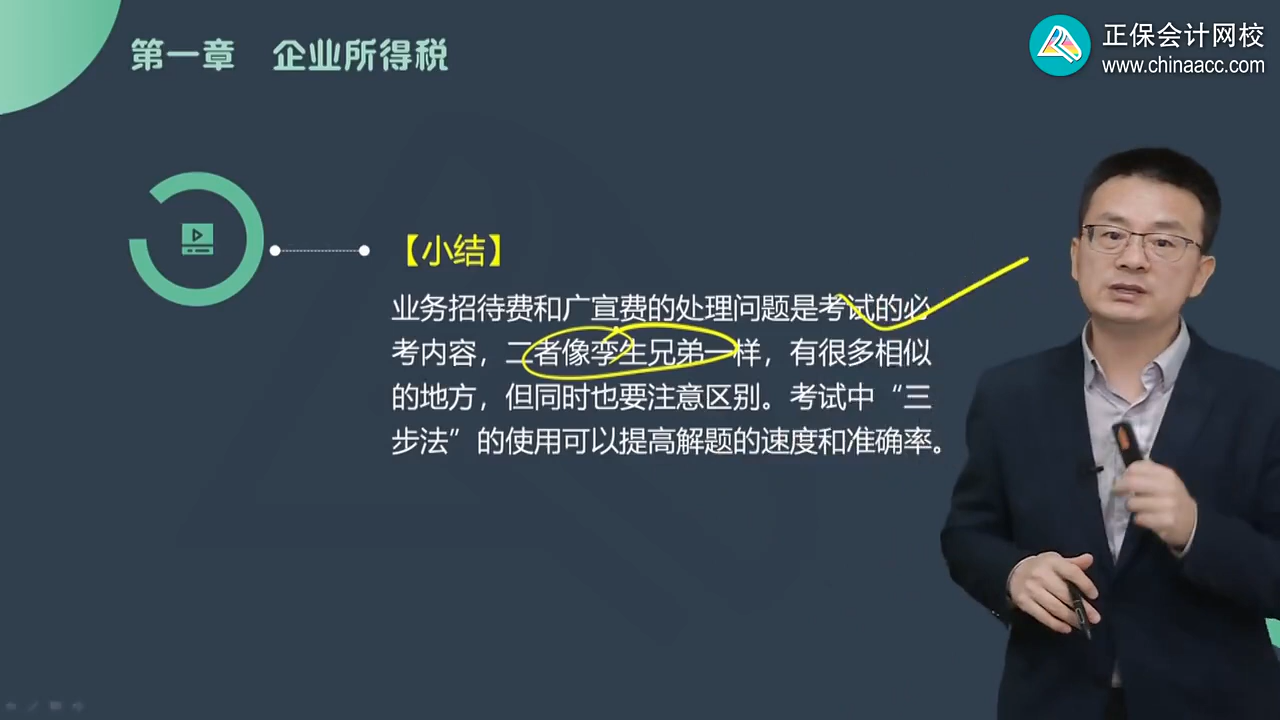 第一章 企业所得税
正保会计网校
www.chinaacc.com
【小结】
业务招待费和广宣费的处理问题是考试的必
考内容，二者像孪生兄弟一样，有很多相似
的地方，但同时也要注意区别。考试中“三
步法”的使用可以提高解题的速度和准确率。